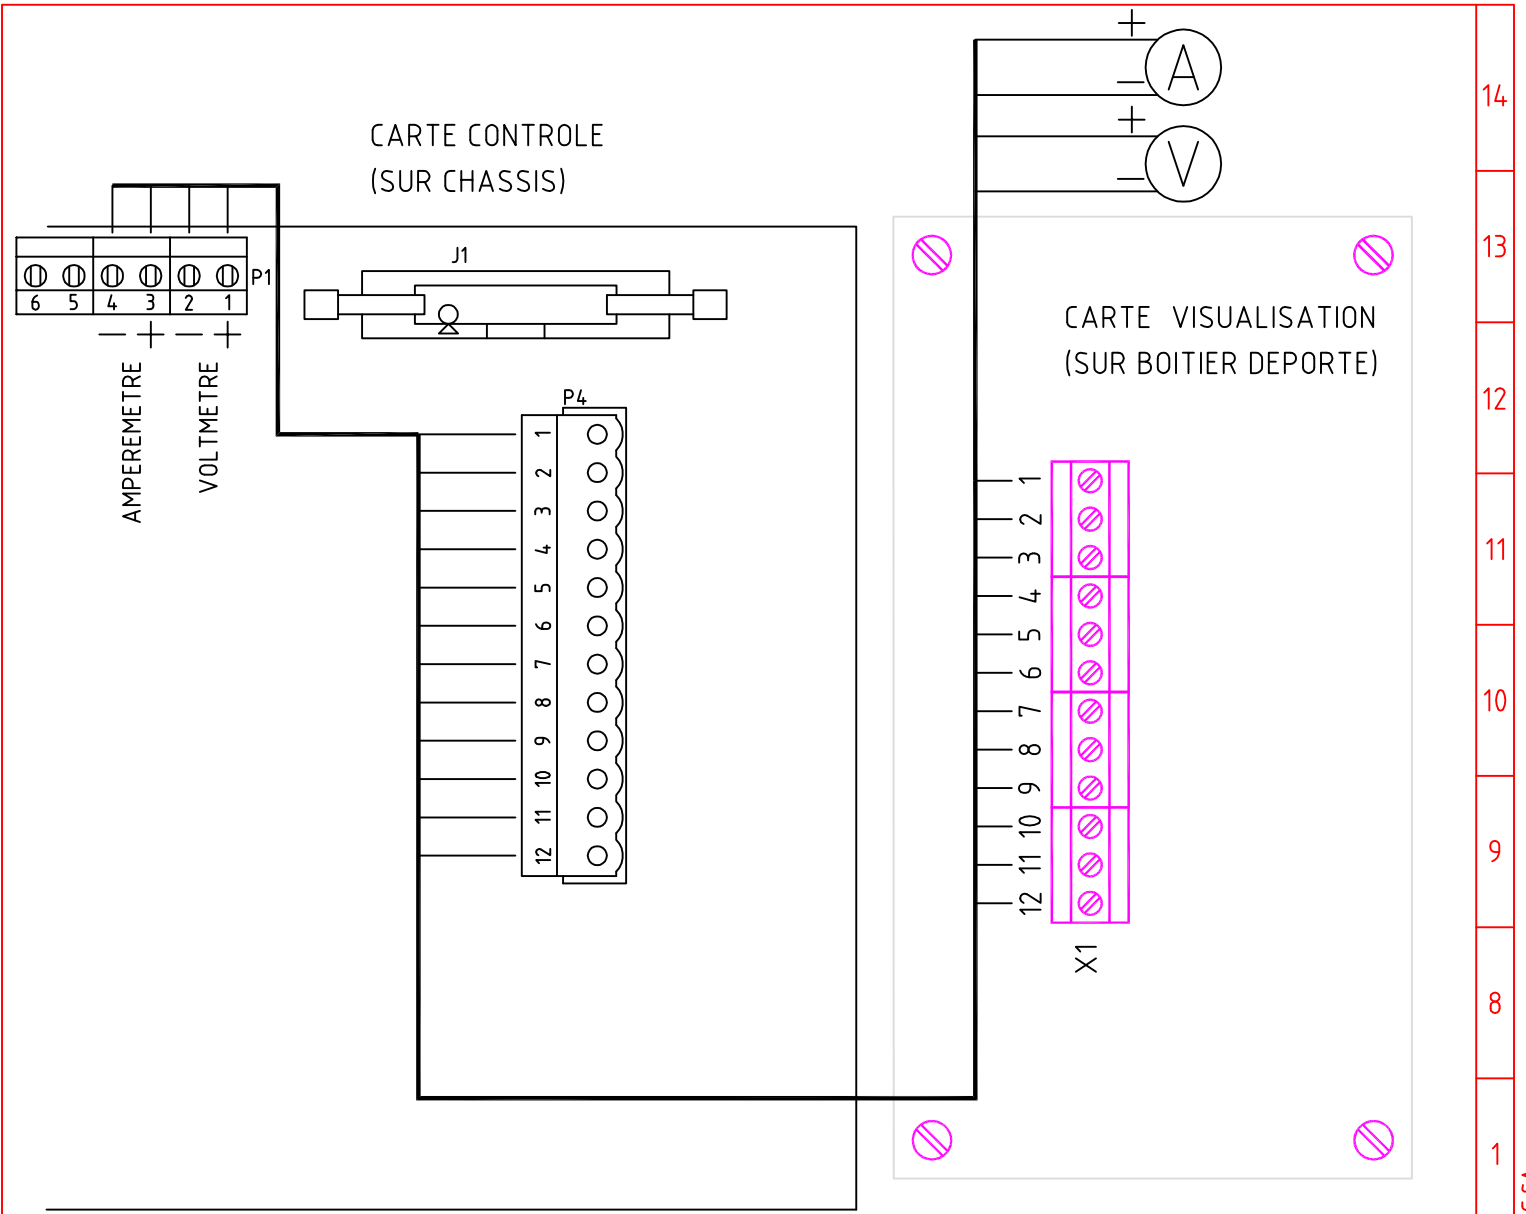 A
V
+
−
+
−
CARTE CONTROLE
(SUR CHASSIS)
P1
6 5 4 3 2 1
− + − +
AMPEREMETRE
VOLTMETRE
J1
P4
1
2
3
4
5
6
7
8
9
10
11
12
CARTE VISUALISATION
(SUR BOITIER DEPORTE)
1
2
3
4
5
6
7
8
9
10
11
12
X1
14
13
12
11
10
9
8
1